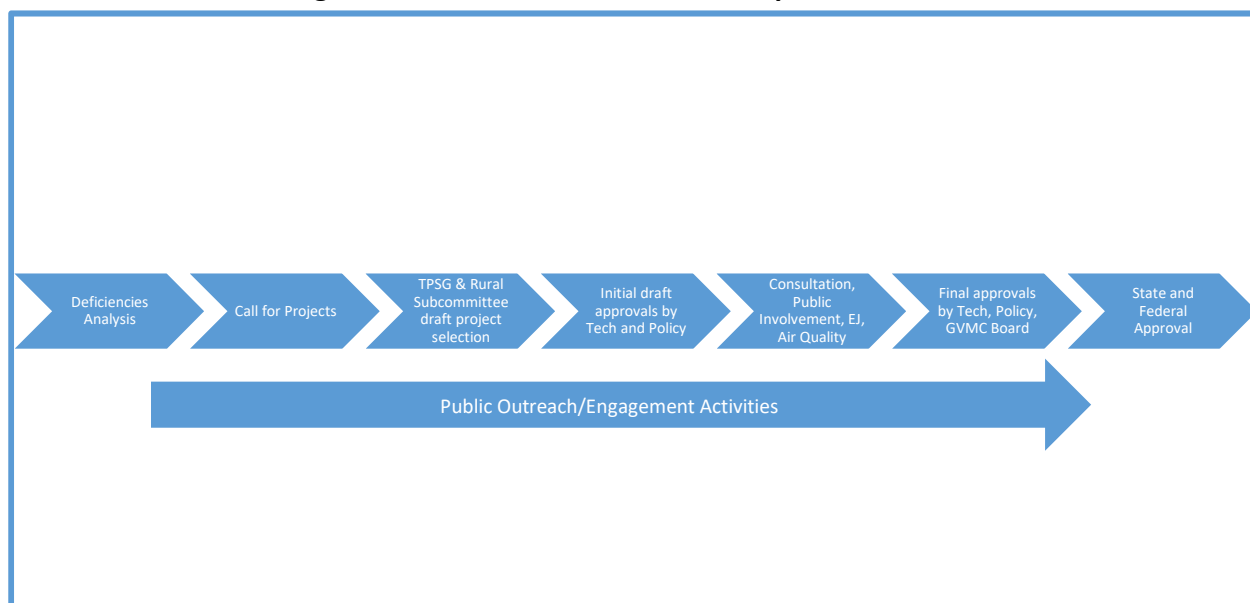 Deficiencies
Analysis
Call for Projects
TPSG & Rural
Subcommittee
draft project
selection
Initial draft
approvals by
Tech and Policy
Consultation,
Public
Involvement, EJ,
Air Quality
Final approvals
by Tech, Policy,
GVMC Board
State and
Federal
Approval
Public Outreach/Engagement Activities